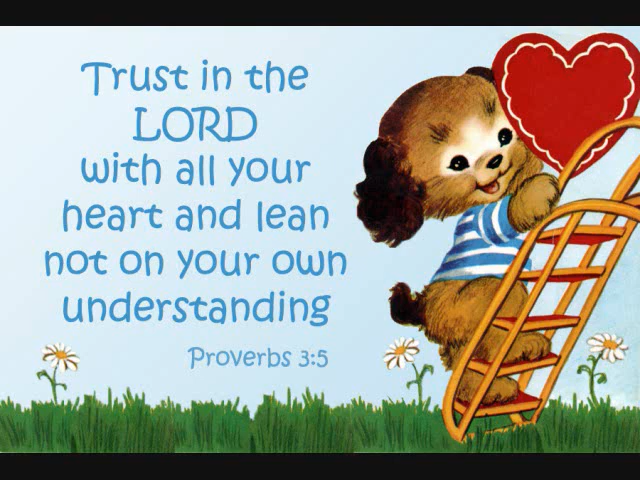 Trust in the
LORD
with all your
heart and lean
not on your own
understanding
Proverbs 3:5